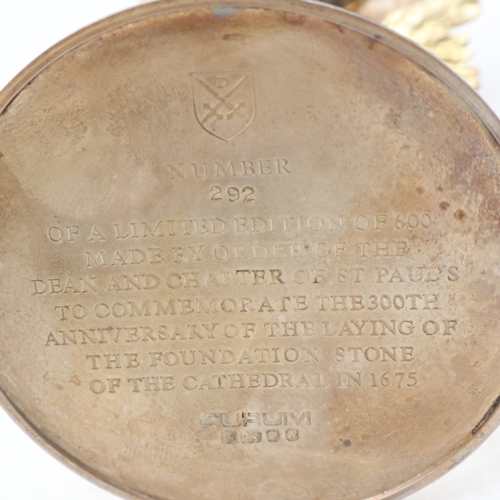 D
NUMBER
292
OF A LIMITED EDITION OF 600
MADE BY ORDER OF THE
DEAN AND CHAPTER OF ST PAUL'S
TO COMMEMORATE THE 300TH
ANNIVERSARY OF THE LAYING OF
THE FOUNDATION STONE
OF THE CATHEDRAL IN 1675
AURUM